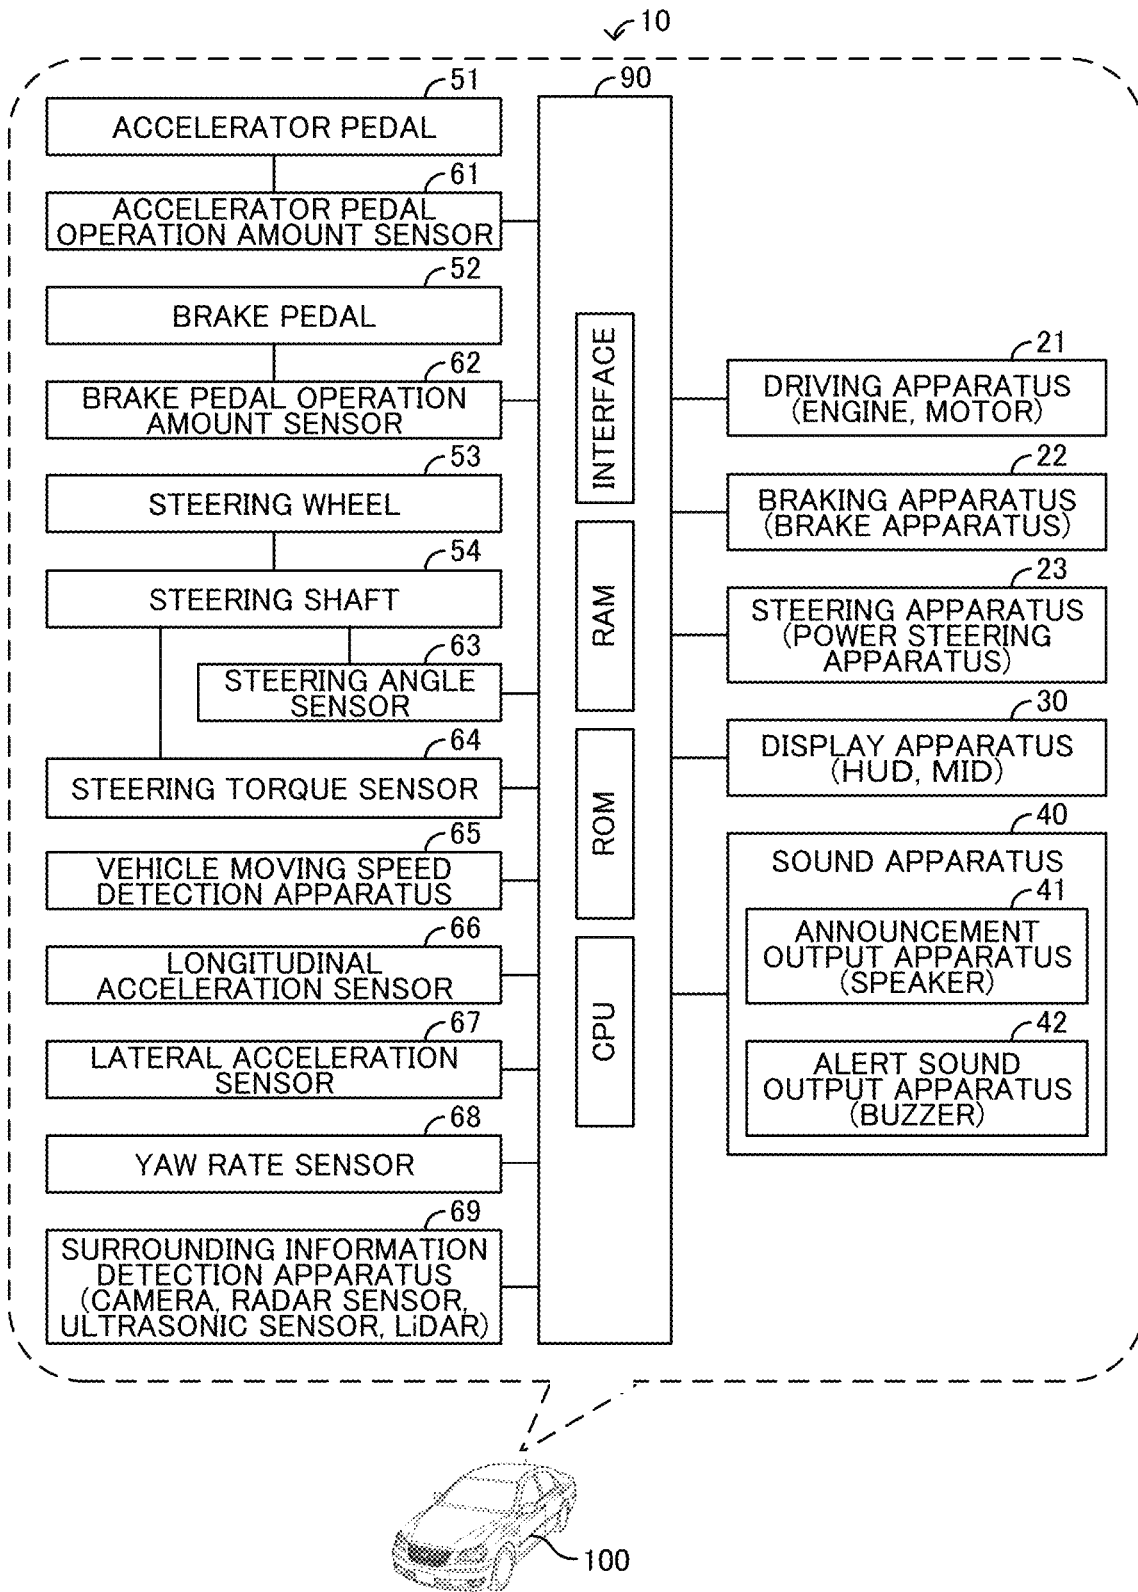 10
51
ACCELERATOR PEDAL
61
ACCELERATOR PEDAL
OPERATION AMOUNT SENSOR
52
BRAKE PEDAL
62
BRAKE PEDAL OPERATION
AMOUNT SENSOR
53
STEERING WHEEL
54
STEERING SHAFT
63
STEERING ANGLE
SENSOR
64
STEERING TORQUE SENSOR
65
VEHICLE MOVING SPEED
DETECTION APPARATUS
66
LONGITUDINAL
ACCELERATION SENSOR
67
LATERAL ACCELERATION
SENSOR
68
YAW RATE SENSOR
69
SURROUNDING INFORMATION
DETECTION APPARATUS
(CAMERA, RADAR SENSOR,
ULTRASONIC SENSOR, LiDAR)
90
INTERFACE
RAM
ROM
CPU
21
DRIVING APPARATUS
(ENGINE, MOTOR)
22
BRAKING APPARATUS
(BRAKE APPARATUS)
23
STEERING APPARATUS
(POWER STEERING
APPARATUS)
30
DISPLAY APPARATUS
(HUD, MID)
40
SOUND APPARATUS
41
ANNOUNCEMENT
OUTPUT APPARATUS
(SPEAKER)
42
ALERT SOUND
OUTPUT APPARATUS
(BUZZER)
100